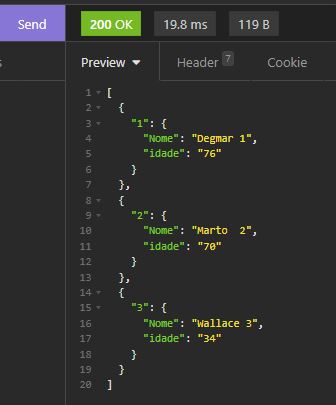 Send 200 OK 19.8 ms 119 B
s Preview Header 7 Cookie
1 [
2 {
3 "1": {
4 "Nome": "Degmar 1",
5 "idade": "76"
6 }
7 },
8 {
9 "2": {
10 "Nome": "Marto  2",
11 "idade": "70"
12 }
13 },
14 {
15 "3": {
16 "Nome": "Wallace 3",
17 "idade": "34"
18 }
19 }
20 ]